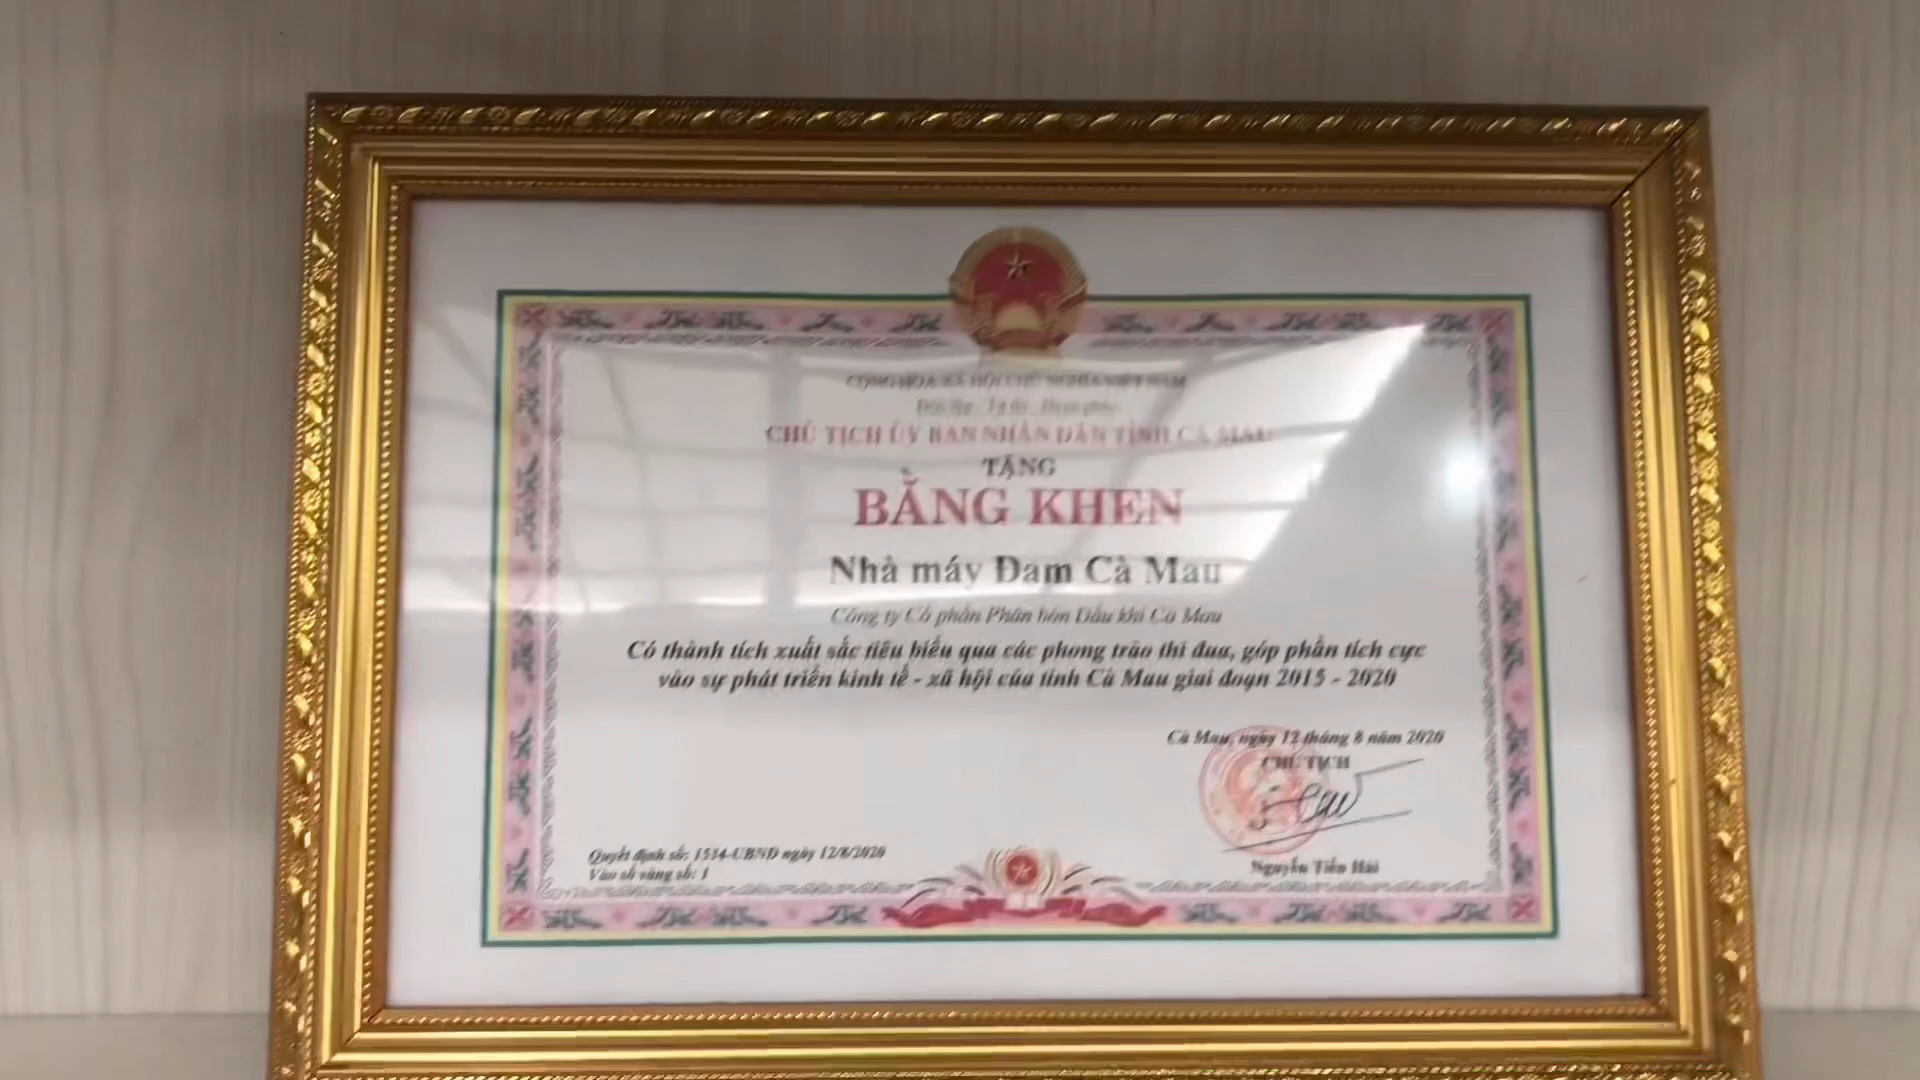 CỘNG HÒA XÃ HỘI CHỦ NGHĨA VIỆT NAM
Độc lập - Tự do - Hạnh phúc
CHỦ TỊCH ỦY BAN NHÂN DÂN TỈNH CÀ MAU
TẶNG
BẰNG KHEN
Nhà máy Đạm Cà Mau
Công ty Cổ phần Phân bón Dầu khí Cà Mau
Có thành tích xuất sắc tiêu biểu qua các phong trào thi đua, góp phần tích cực
vào sự phát triển kinh tế - xã hội của tỉnh Cà Mau giai đoạn 2015 - 2020
Cà Mau, ngày 12 tháng 8 năm 2020
CHỦ TỊCH
Quyết định số: 1534-UBND ngày 12/8/2020
Vào sổ vàng số: 1
Nguyễn Tiến Hải